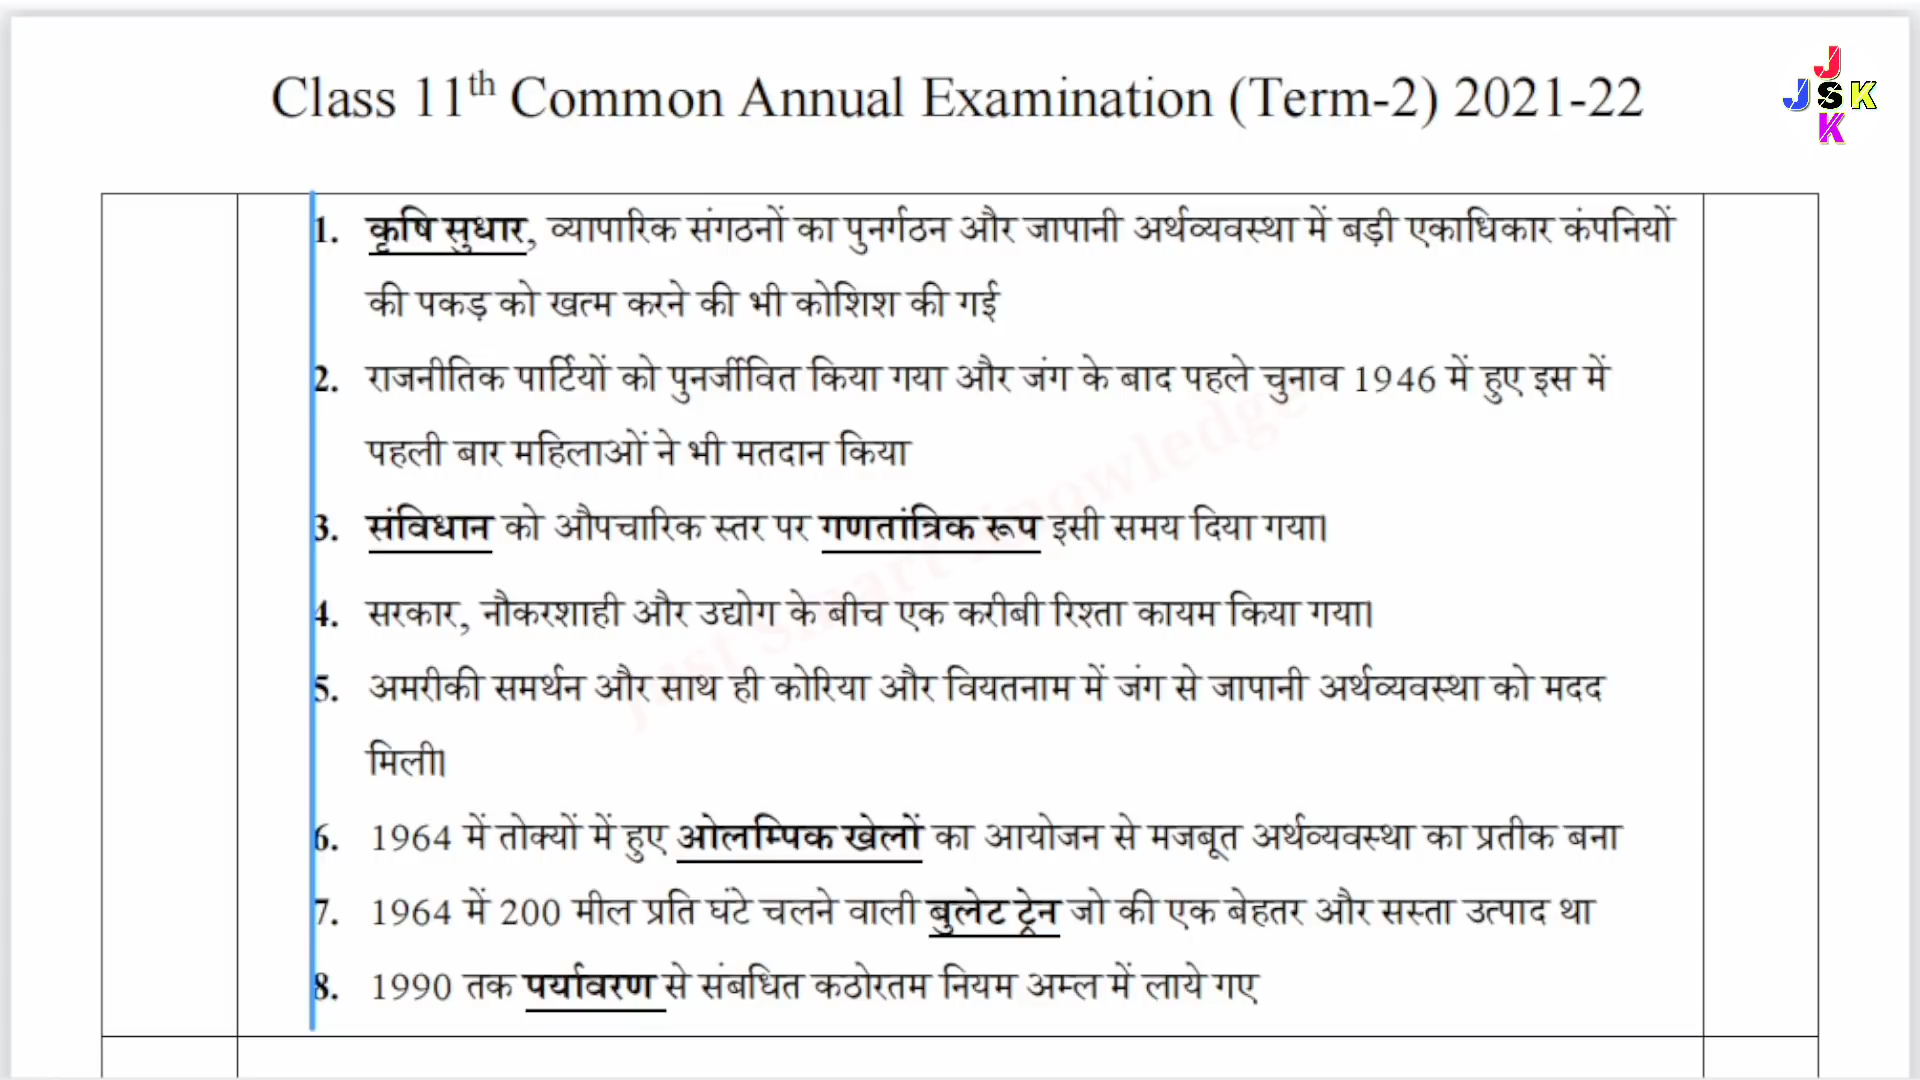 Class 11th Common Annual Examination (Term-2) 2021-22
J
JSK
K
1. कृषि सुधार, व्यापारिक संगठनों का पुनर्गठन और जापानी अर्थव्यवस्था में बड़ी एकाधिकार कंपनियों
की पकड़ को खत्म करने की भी कोशिश की गई
2. राजनीतिक पार्टियों को पुनर्जीवित किया गया और जंग के बाद पहले चुनाव 1946 में हुए इस में
पहली बार महिलाओं ने भी मतदान किया
3. संविधान को औपचारिक स्तर पर गणतांत्रिक रूप इसी समय दिया गया।
4. सरकार, नौकरशाही और उद्योग के बीच एक करीबी रिश्ता कायम किया गया।
5. अमरीकी समर्थन और साथ ही कोरिया और वियतनाम में जंग से जापानी अर्थव्यवस्था को मदद
मिली।
6. 1964 में तोक्यों में हुए ओलम्पिक खेलों का आयोजन से मजबूत अर्थव्यवस्था का प्रतीक बना
7. 1964 में 200 मील प्रति घंटे चलने वाली बुलेट ट्रेन जो की एक बेहतर और सस्ता उत्पाद था
8. 1990 तक पर्यावरण से संबधित कठोरतम नियम अम्ल में लाये गए
Just Smart Knowledge